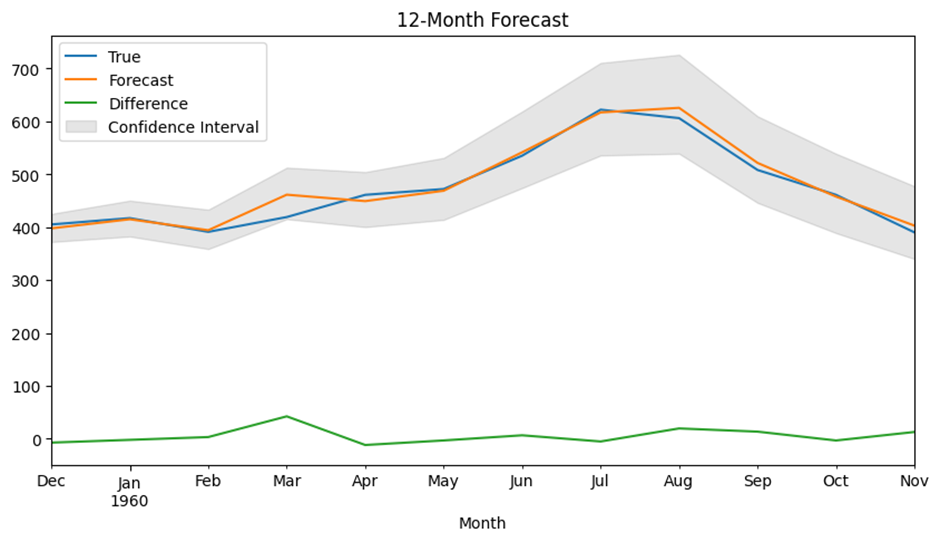 12-Month Forecast
True
Forecast
Difference
Confidence Interval
700
600
500
400
300
200
100
0
Dec Jan Feb Mar Apr May Jun Jul Aug Sep Oct Nov
1960
Month